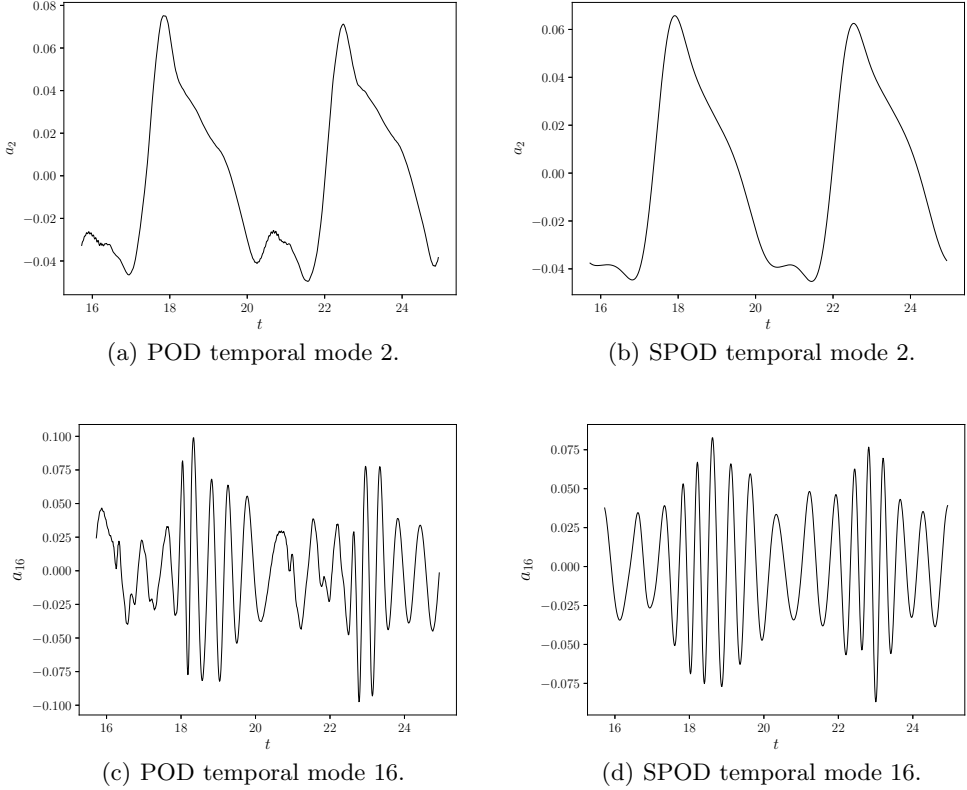 0.08
0.06
0.04
0.02
0.00
−0.02
−0.04
a2
16 18 20 22 24
t
(a) POD temporal mode 2.
0.06
0.04
0.02
0.00
−0.02
−0.04
a2
16 18 20 22 24
t
(b) SPOD temporal mode 2.
0.100
0.075
0.050
0.025
0.000
−0.025
−0.050
−0.075
−0.100
a16
16 18 20 22 24
t
(c) POD temporal mode 16.
0.075
0.050
0.025
0.000
−0.025
−0.050
−0.075
a16
16 18 20 22 24
t
(d) SPOD temporal mode 16.